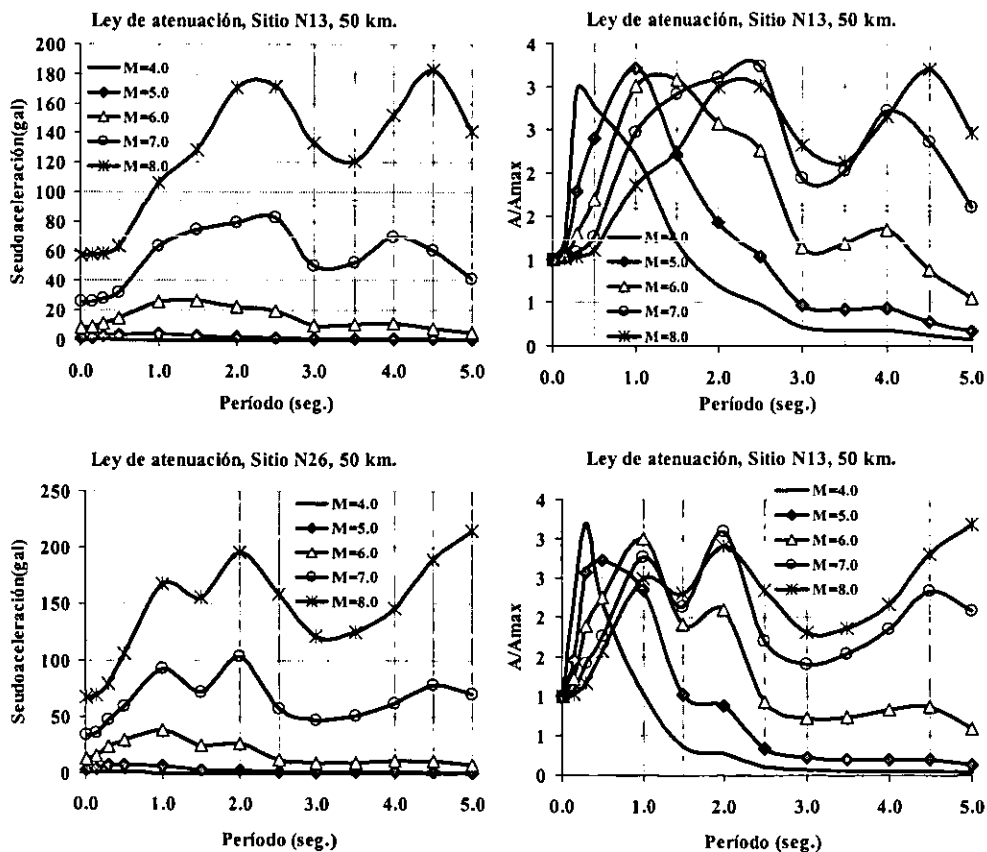 Ley de atenuación, Sitio N13, 50 km.
200
180
160
140
120
100
80
60
40
20
0
Seudoaceleración(gal)
M=4.0
M=5.0
M=6.0
M=7.0
M=8.0
0.0 1.0 2.0 3.0 4.0 5.0
Período (seg.)
Ley de atenuación, Sitio N13, 50 km.
4
3
3
2
2
1
1
0
A/Amax
M=5.0
M=6.0
M=7.0
M=8.0
0.0 1.0 2.0 3.0 4.0 5.0
Período (seg.)
Ley de atenuación, Sitio N26, 50 km.
250
200
150
100
50
0
Seudoaceleración(gal)
M=4.0
M=5.0
M=6.0
M=7.0
M=8.0
0.0 1.0 2.0 3.0 4.0 5.0
Período (seg.)
Ley de atenuación, Sitio N13, 50 km.
4
3
3
2
2
1
1
0
A/Amax
M=4.0
M=5.0
M=6.0
M=7.0
M=8.0
0.0 1.0 2.0 3.0 4.0 5.0
Período (seg.)